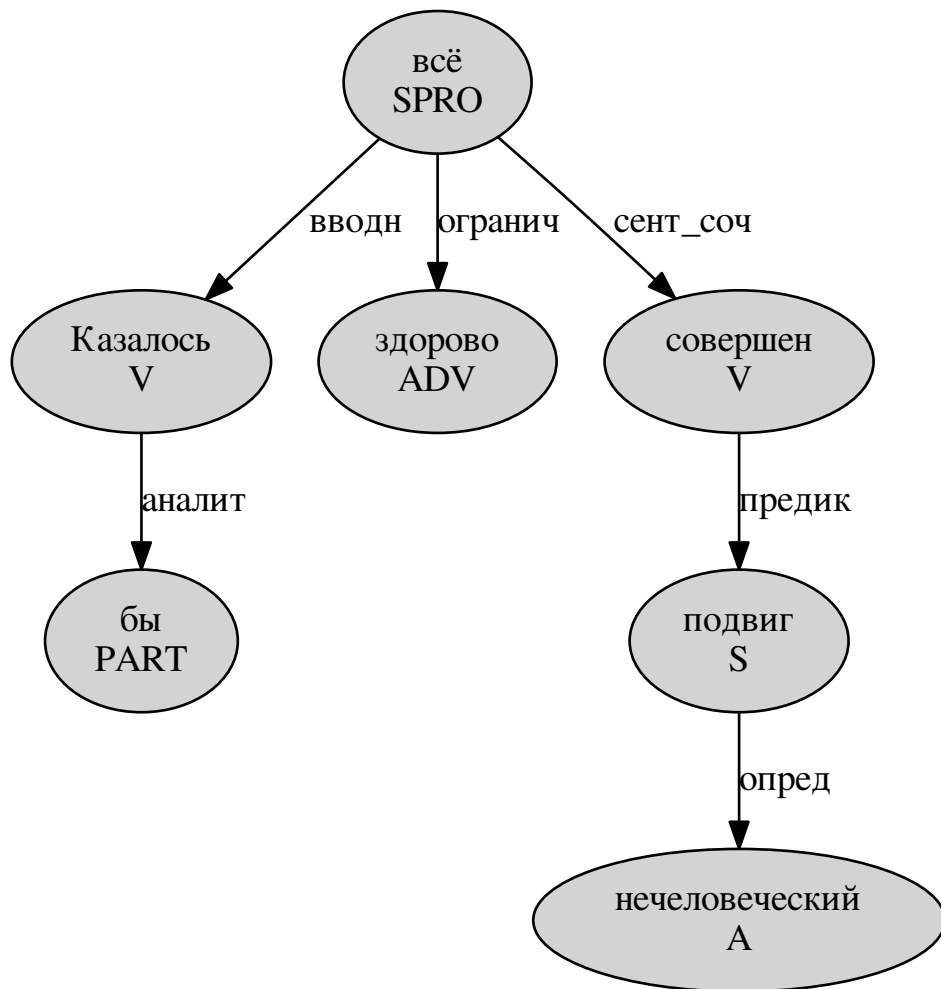 всё
SPRO
вводн
огранич
сент_соч
Казалось
V
здорово
ADV
совершен
V
аналит
предик
бы
PART
подвиг
S
опред
нечеловеческий
A